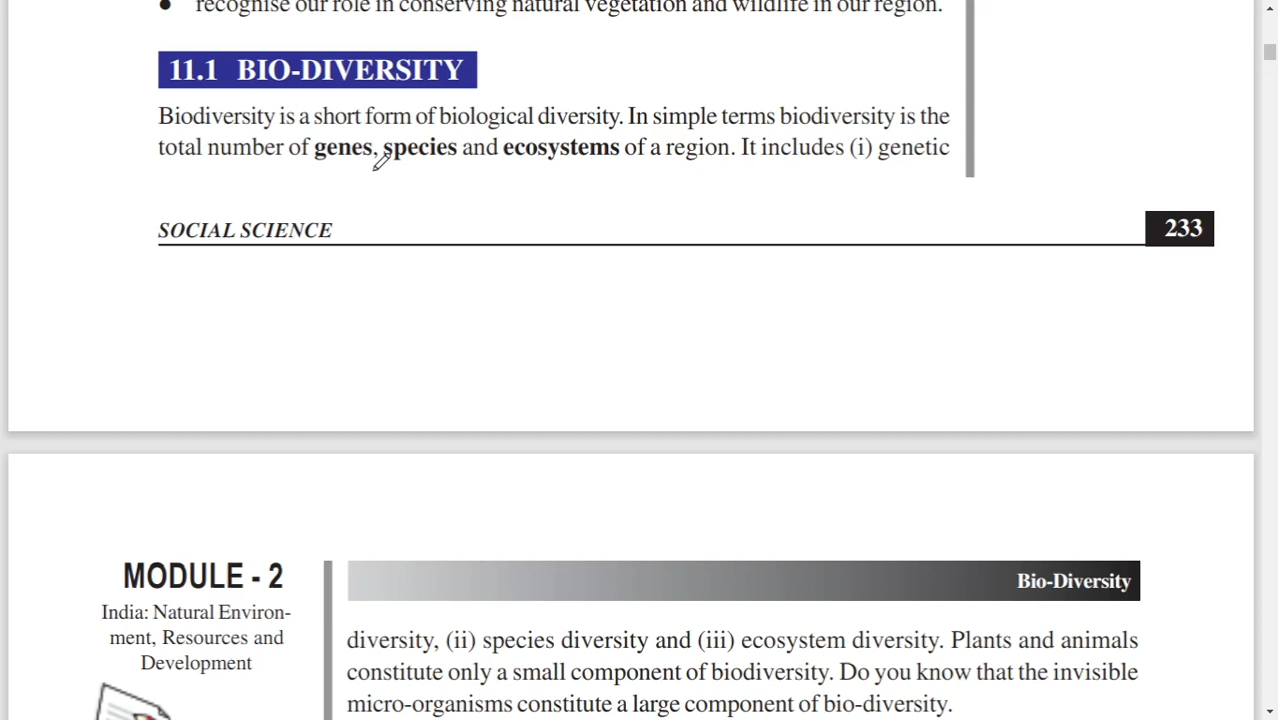 ● recognise our role in conserving natural vegetation and wildlife in our region.
11.1 BIO-DIVERSITY
Biodiversity is a short form of biological diversity. In simple terms biodiversity is the
total number of genes, species and ecosystems of a region. It includes (i) genetic
SOCIAL SCIENCE
233
MODULE - 2
India: Natural Environ-
ment, Resources and
Development
Bio-Diversity
diversity, (ii) species diversity and (iii) ecosystem diversity. Plants and animals
constitute only a small component of biodiversity. Do you know that the invisible
micro-organisms constitute a large component of bio-diversity.